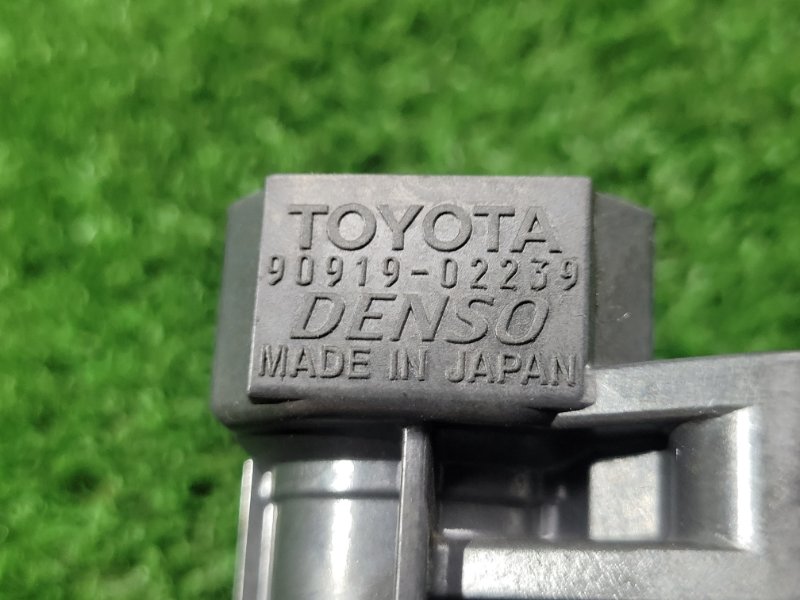 TOYOTA
90919-02239
DENSO
MADE IN JAPAN